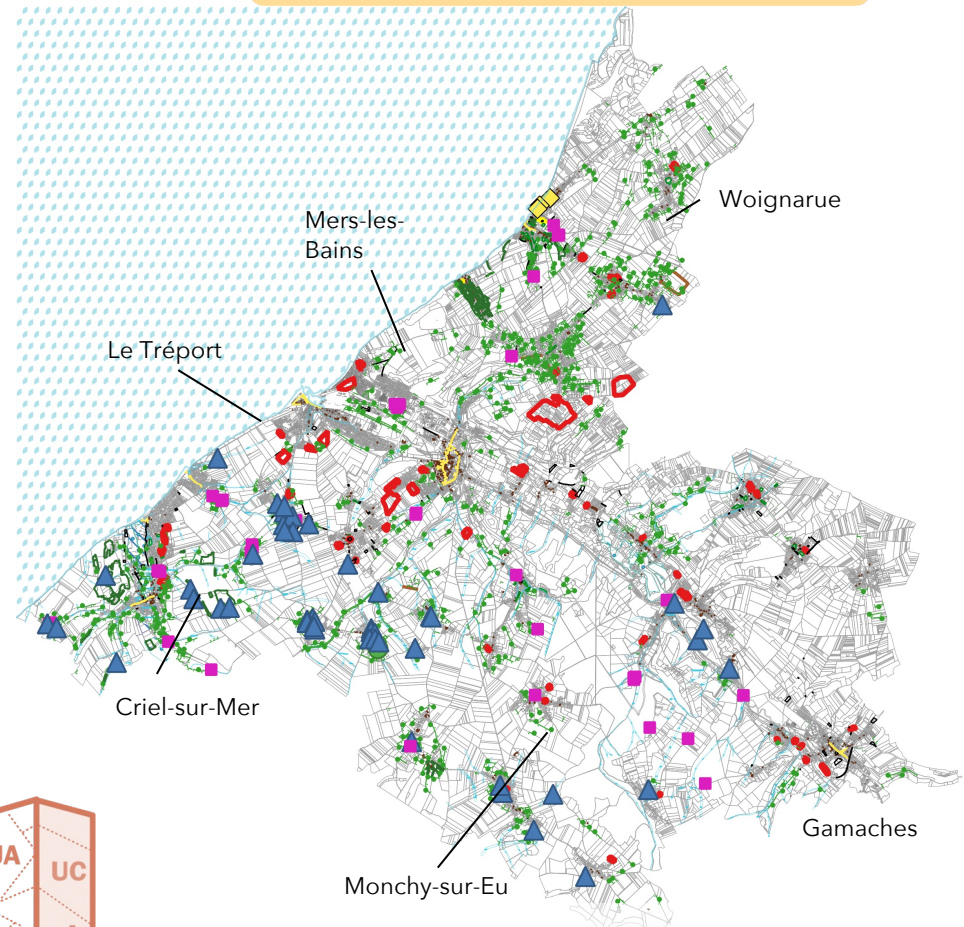 Woignarue
Mers-les-
Bains
Le Tréport
Criel-sur-Mer
Gamaches
Monchy-sur-Eu
UC